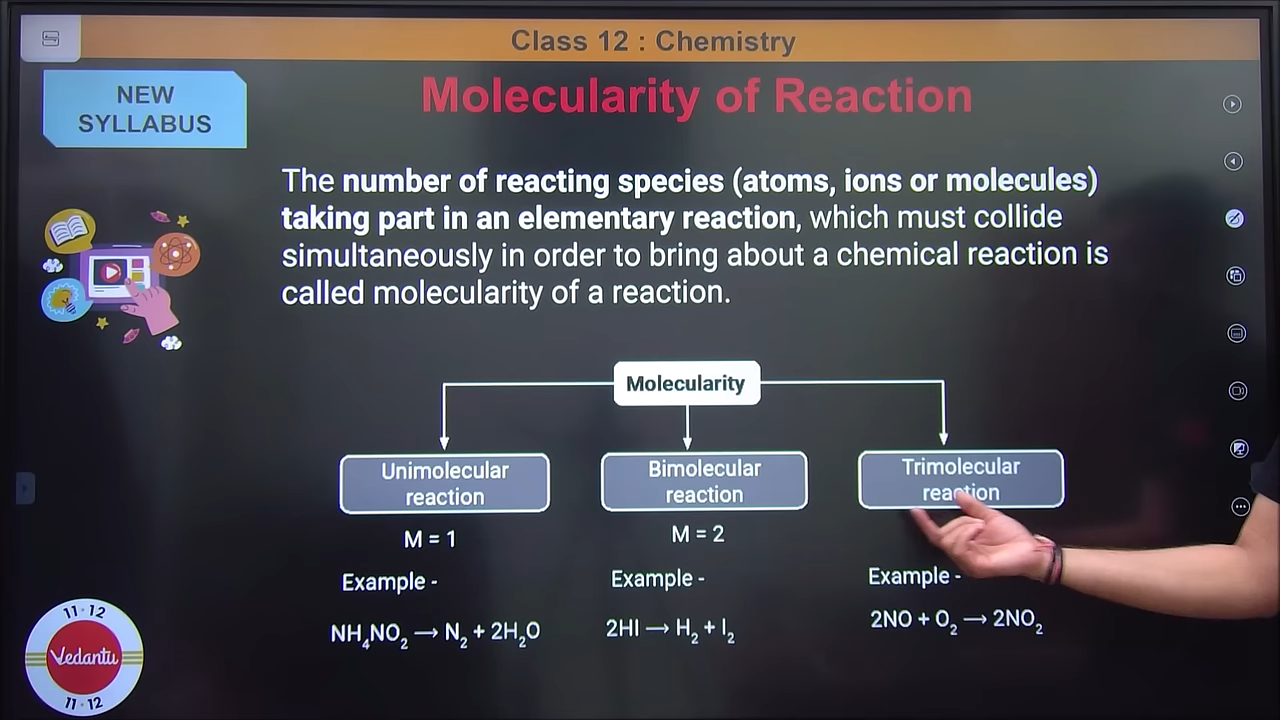 Class 12 : Chemistry
NEW
SYLLABUS
Molecularity of Reaction
The number of reacting species (atoms, ions or molecules)
taking part in an elementary reaction, which must collide
simultaneously in order to bring about a chemical reaction is
called molecularity of a reaction.
Molecularity
Unimolecular
reaction
M = 1
Example -
NH₄NO₂ → N₂ + 2H₂O
Bimolecular
reaction
M = 2
Example -
2HI → H₂ + I₂
Trimolecular
reaction
Example -
2NO + O₂ → 2NO₂
11-12
Vedantu
11-12